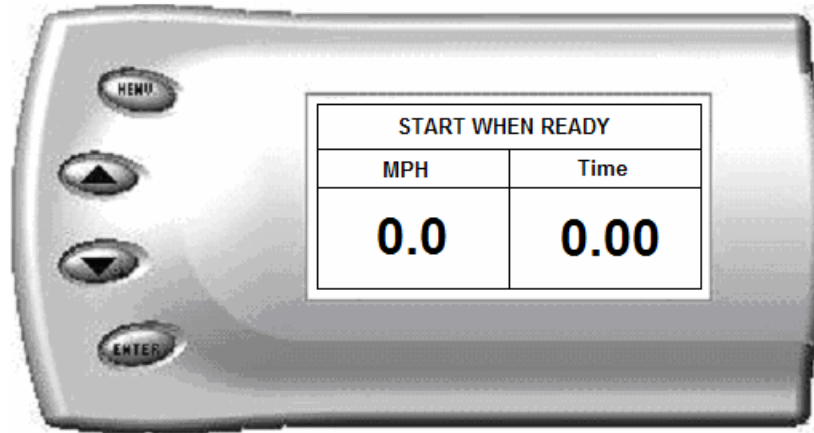 MENU
START WHEN READY
MPH Time
0.0 0.00
ENTER